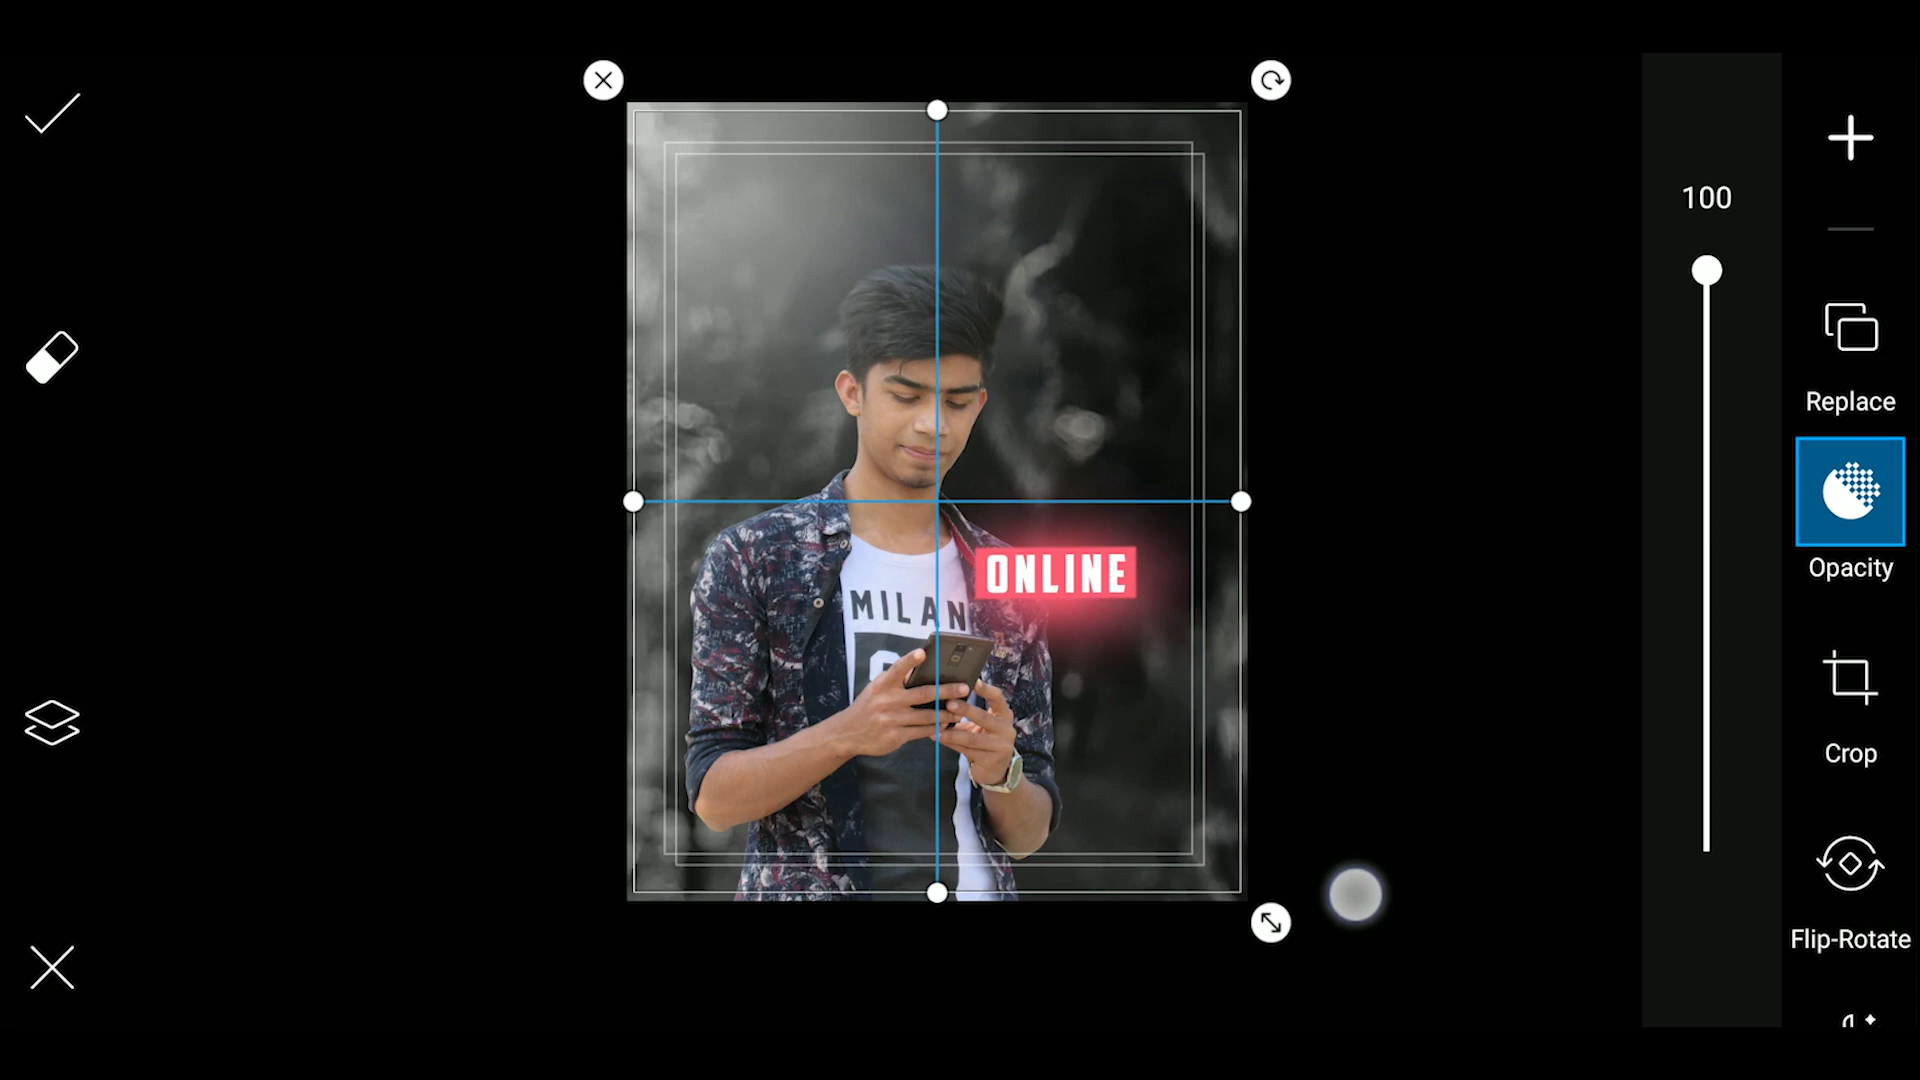 100
Replace
Opacity
ONLINE
MILAN
Crop
Flip-Rotate